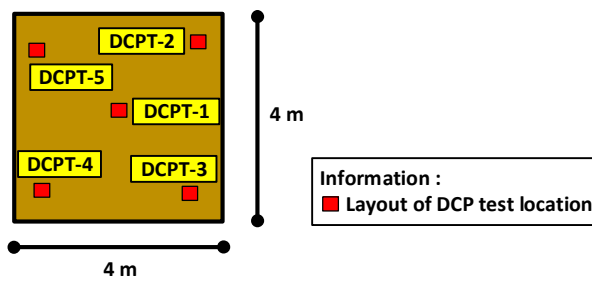 DCPT-2
DCPT-5
DCPT-1
4 m
DCPT-4
DCPT-3
Information :
Layout of DCP test location
4 m